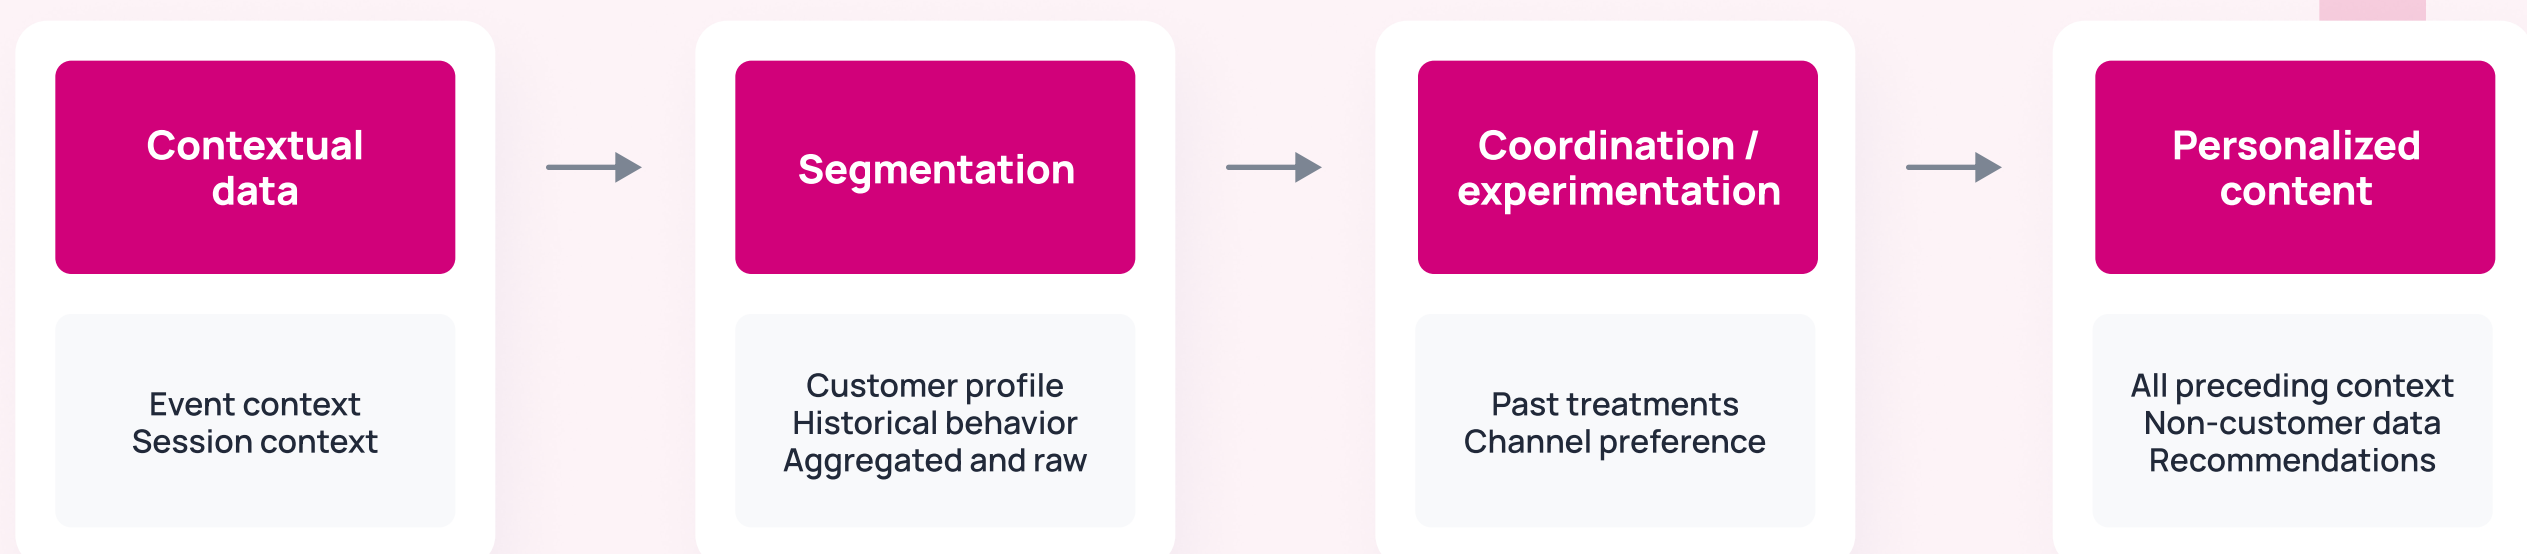 Contextual
data
Event context
Session context
Segmentation
Customer profile
Historical behavior
Aggregated and raw
Coordination /
experimentation
Past treatments
Channel preference
Personalized
content
All preceding context
Non-customer data
Recommendations